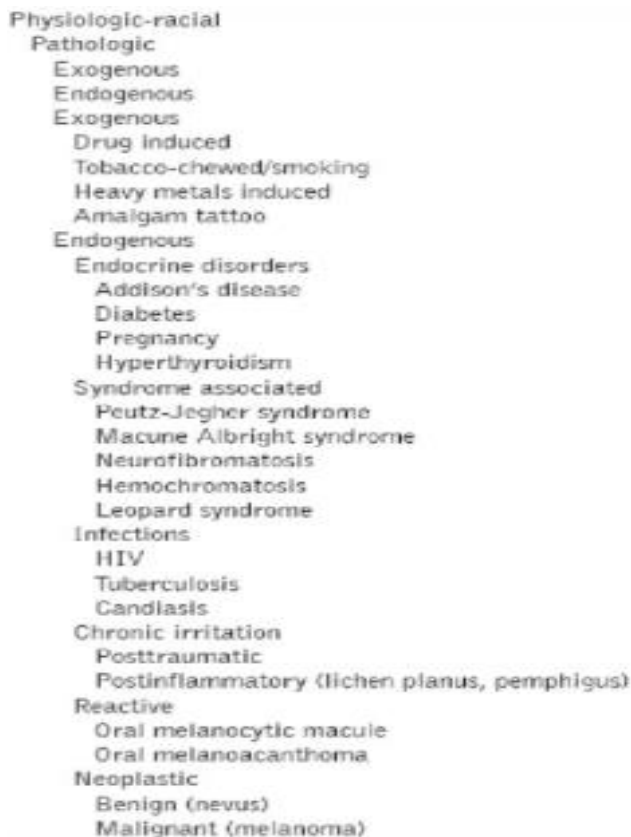 Physiologic-racial
Pathologic
Exogenous
Endogenous
Exogenous
Drug induced
Tobacco-chewed/smoking
Heavy metals induced
Amalgam tattoo
Endogenous
Endocrine disorders
Addison's disease
Diabetes
Pregnancy
Hyperthyroidism
Syndrome associated
Peutz-Jegher syndrome
Macune Albright syndrome
Neurofibromatosis
Hemochromatosis
Leopard syndrome
Infections
HIV
Tuberculosis
Candiasis
Chronic irritation
Posttraumatic
Postinflammatory (lichen planus, pemphigus)
Reactive
Oral melanocytic macule
Oral melanoacanthoma
Neoplastic
Benign (nevus)
Malignant (melanoma)